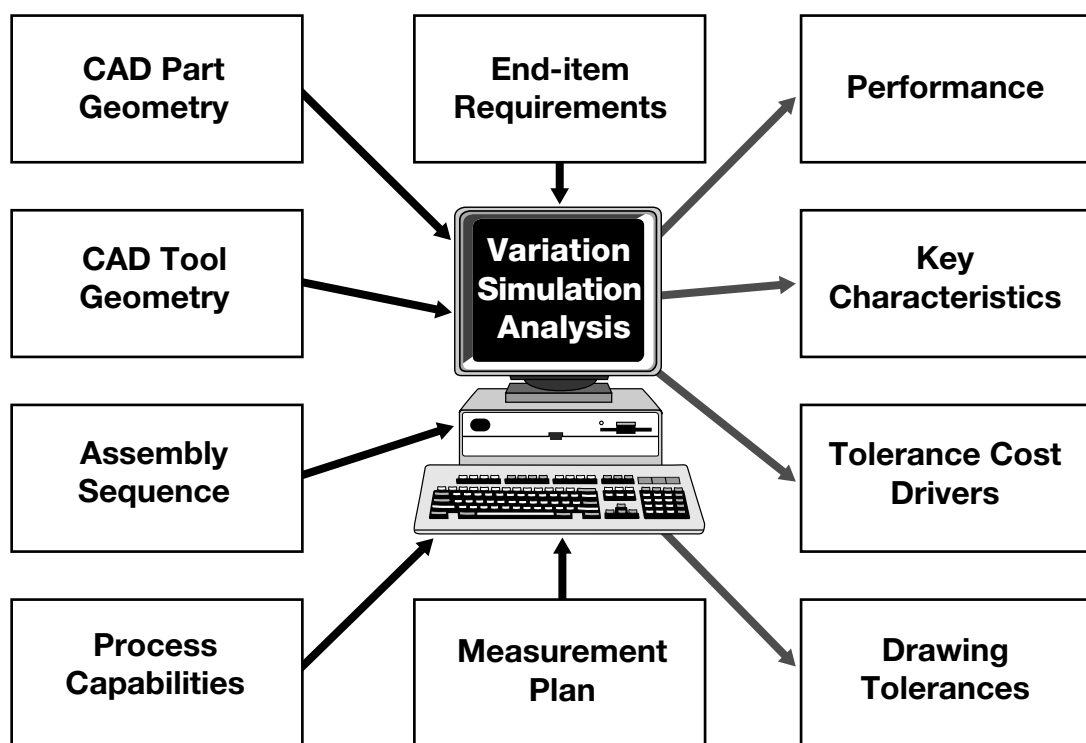 CAD Part
Geometry
End-item
Requirements
Performance
CAD Tool
Geometry
Variation
Simulation
Analysis
Key
Characteristics
Assembly
Sequence
Tolerance Cost
Drivers
Process
Capabilities
Measurement
Plan
Drawing
Tolerances